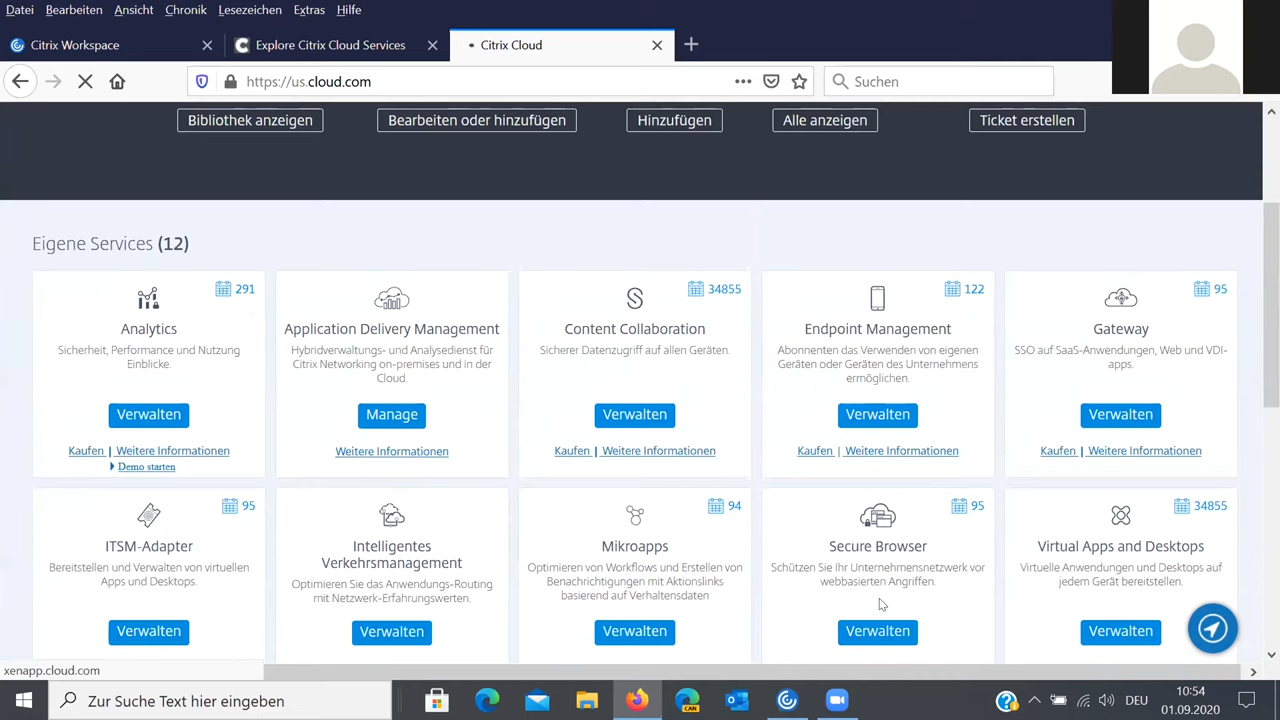 Datei Bearbeiten Ansicht Chronik Lesezeichen Extras Hilfe
Citrix Workspace Explore Citrix Cloud Services Citrix Cloud
https://us.cloud.com Suchen
Bibliothek anzeigen Bearbeiten oder hinzufügen Hinzufügen Alle anzeigen Ticket erstellen
Eigene Services (12)
291
Analytics
Sicherheit, Performance und Nutzung
Einblicke.
Verwalten
Kaufen | Weitere Informationen
Demo starten
Application Delivery Management
Hybridverwaltungs- und Analysedienst für
Citrix Networking on-premises und in der
Cloud.
Manage
Weitere Informationen
34855
Content Collaboration
Sicherer Datenzugriff auf allen Geräten.
Verwalten
Kaufen | Weitere Informationen
122
Endpoint Management
Abonnenten das Verwenden von eigenen
Geräten oder Geräten des Unternehmens
ermöglichen.
Verwalten
Kaufen | Weitere Informationen
95
Gateway
SSO auf SaaS-Anwendungen, Web und VDI-
apps.
Verwalten
Kaufen | Weitere Informationen
95
ITSM-Adapter
Bereitstellen und Verwalten von virtuellen
Apps und Desktops.
Verwalten
Intelligentes
Verkehrsmanagement
Optimieren Sie das Anwendungs-Routing
mit Netzwerk-Erfahrungswerten.
Verwalten
94
Mikroapps
Optimieren von Workflows und Erstellen von
Benachrichtigungen mit Aktionslinks
basierend auf Verhaltensdaten
Verwalten
95
Secure Browser
Schützen Sie Ihr Unternehmensnetzwerk vor
webbasierten Angriffen.
Verwalten
34855
Virtual Apps and Desktops
Virtuelle Anwendungen und Desktops auf
jedem Gerät bereitstellen.
Verwalten
xenapp.cloud.com
Zur Suche Text hier eingeben CAN DEU 10:54
01.09.2020